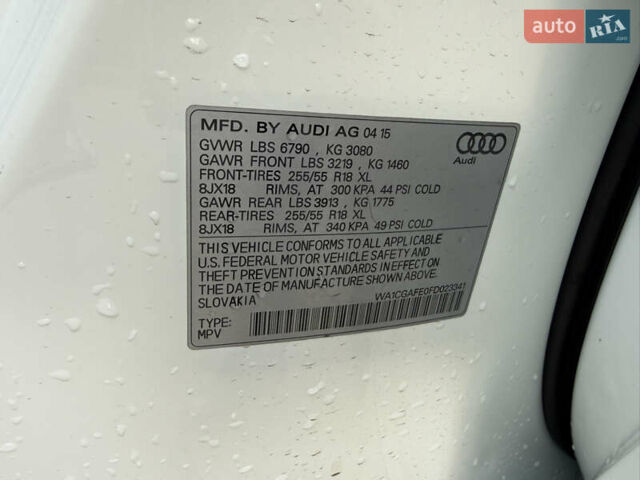 auto RIA .com
MFD. BY AUDI AG 04 15
GVWR LBS 6790 , KG 3080
GAWR FRONT LBS 3219 , KG 1460
FRONT-TIRES 255/55 R18 XL
8JX18 RIMS, AT 300 KPA 44 PSI COLD
GAWR REAR LBS 3913 , KG 1775
REAR-TIRES 255/55 R18 XL
8JX18 RIMS, AT 340 KPA 49 PSI COLD
Audi
THIS VEHICLE CONFORMS TO ALL APPLICABLE
U.S. FEDERAL MOTOR VEHICLE SAFETY AND
THEFT PREVENTION STANDARDS IN EFFECT ON
THE DATE OF MANUFACTURE SHOWN ABOVE
SLOVAKIA
WA1CGAFE0FD023341
TYPE:
MPV